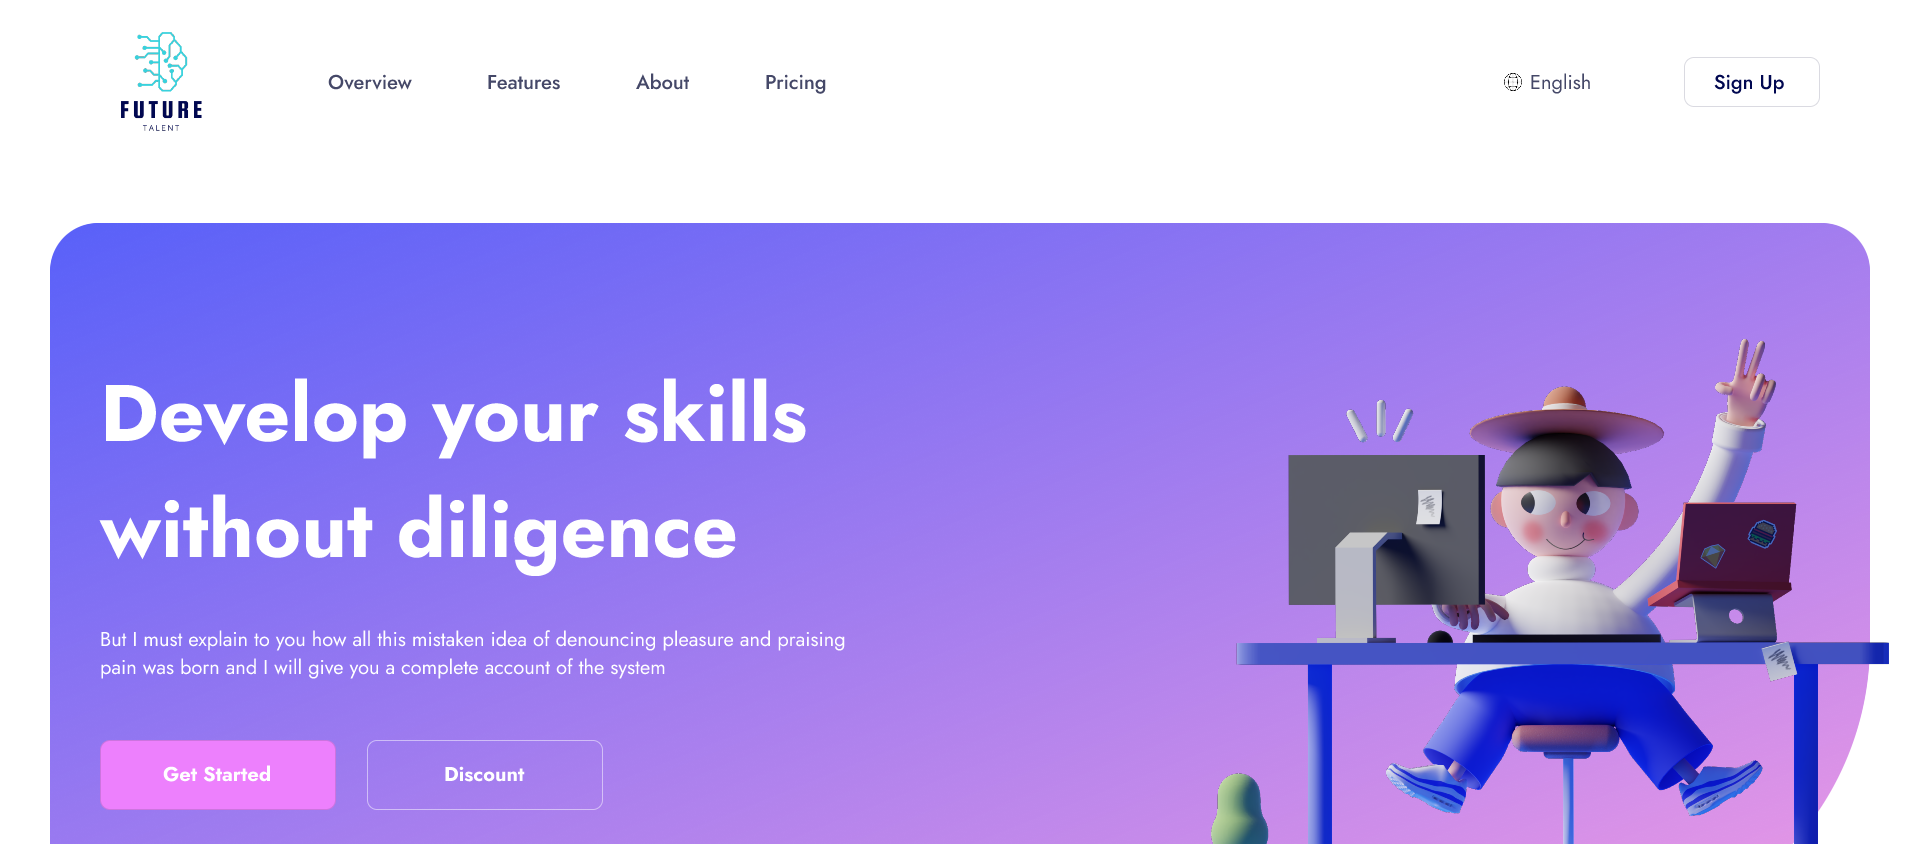 FUTURE
TALENT
Overview
Features
About
Pricing
English
Sign Up
Develop your skills
without diligence
But I must explain to you how all this mistaken idea of denouncing pleasure and praising
pain was born and I will give you a complete account of the system
Get Started
Discount